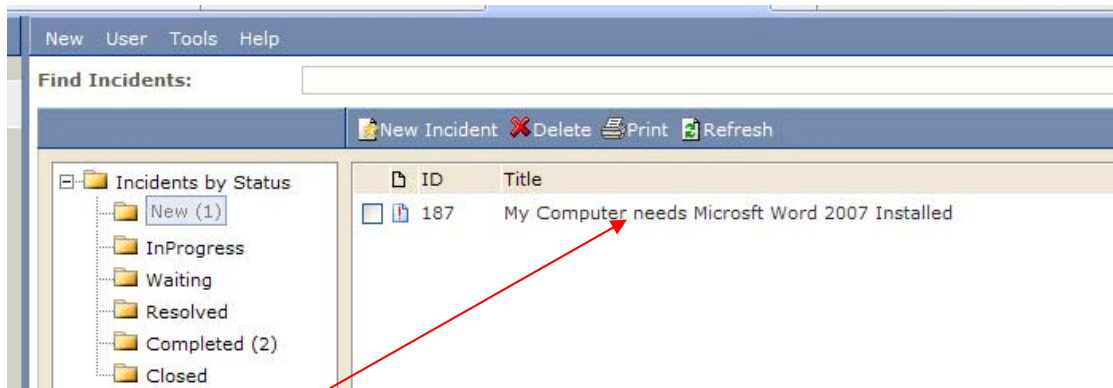 New User Tools Help
Find Incidents:
New Incident Delete Print Refresh
Incidents by Status
New (1)
InProgress
Waiting
Resolved
Completed (2)
Closed
ID Title
187 My Computer needs Microsft Word 2007 Installed